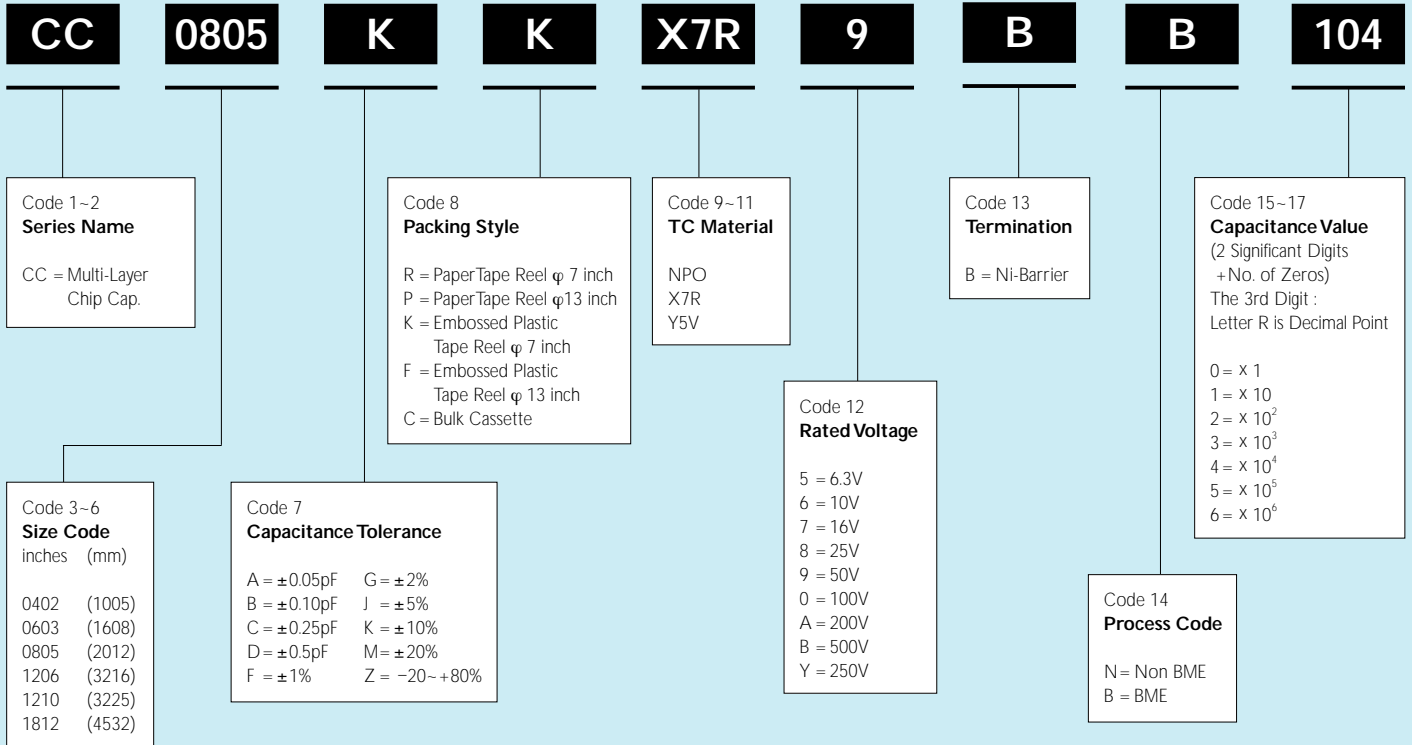 CC 0805 K K X7R 9 B B 104
Code 1~2
Series Name
CC = Multi-Layer
Chip Cap.
Code 8
Packing Style
R = PaperTape Reel φ 7 inch
P = PaperTape Reel φ13 inch
K = Embossed Plastic
Tape Reel φ 7 inch
F = Embossed Plastic
Tape Reel φ 13 inch
C = Bulk Cassette
Code 9~11
TC Material
NPO
X7R
Y5V
Code 13
Termination
B = Ni-Barrier
Code 15~17
Capacitance Value
(2 Significant Digits
+No. of Zeros)
The 3rd Digit :
Letter R is Decimal Point
0 = x 1
1 = x 10
2 = x 10²
3 = x 10³
4 = x 10⁴
5 = x 10⁵
6 = x 10⁶
Code 3~6
Size Code
inches (mm)
0402 (1005)
0603 (1608)
0805 (2012)
1206 (3216)
1210 (3225)
1812 (4532)
Code 7
Capacitance Tolerance
A = ±0.05pF G = ±2%
B = ±0.10pF J = ±5%
C = ±0.25pF K = ±10%
D = ±0.5pF M = ±20%
F = ±1% Z = −20~+80%
Code 12
Rated Voltage
5 = 6.3V
6 = 10V
7 = 16V
8 = 25V
9 = 50V
0 = 100V
A = 200V
B = 500V
Y = 250V
Code 14
Process Code
N = Non BME
B = BME